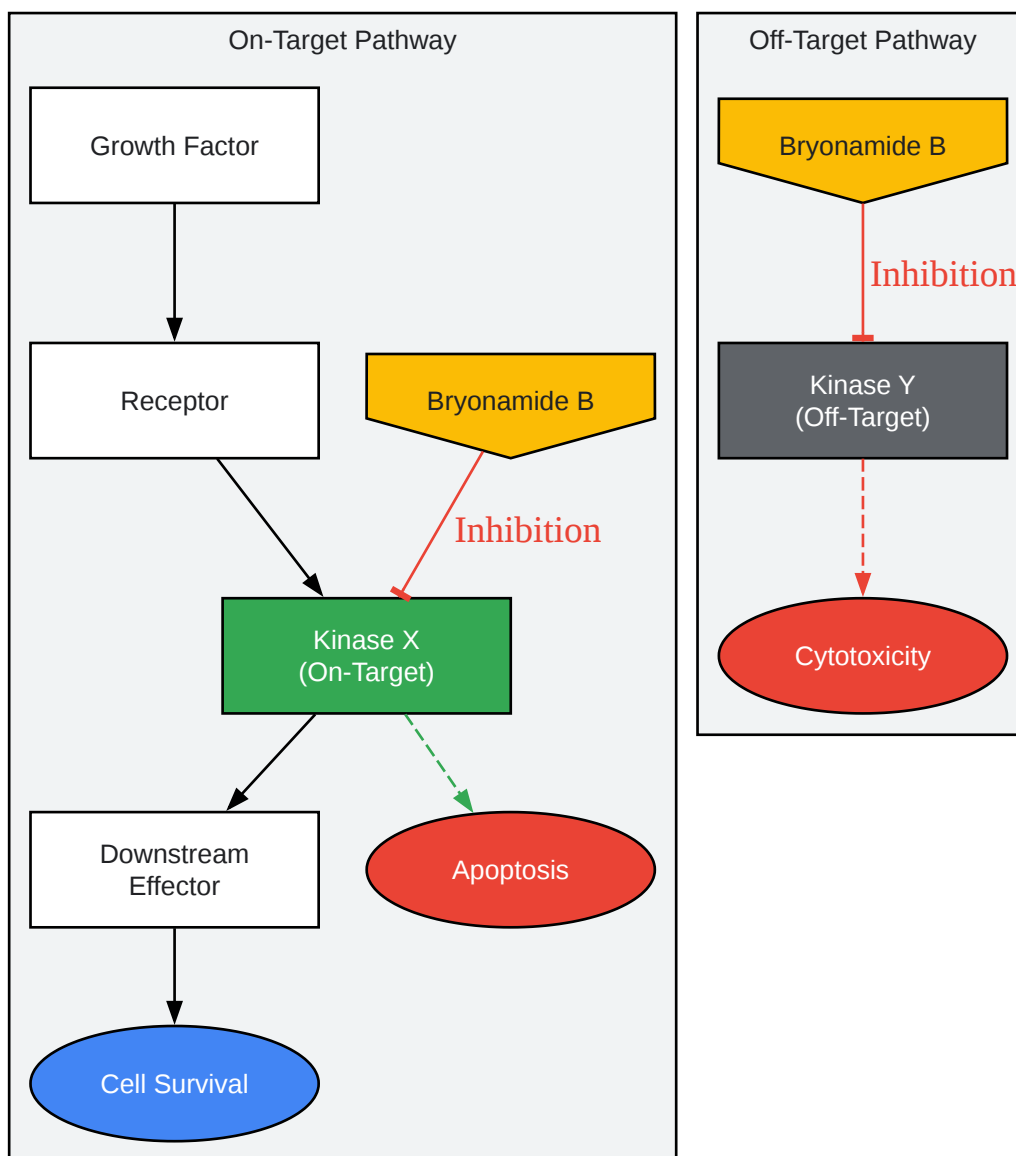 On-Target Pathway
Growth Factor
Receptor
Bryonamide B
Inhibition
Kinase X
(On-Target)
Downstream
Effector
Apoptosis
Cell Survival
Off-Target Pathway
Bryonamide B
Inhibition
Kinase Y
(Off-Target)
Cytotoxicity